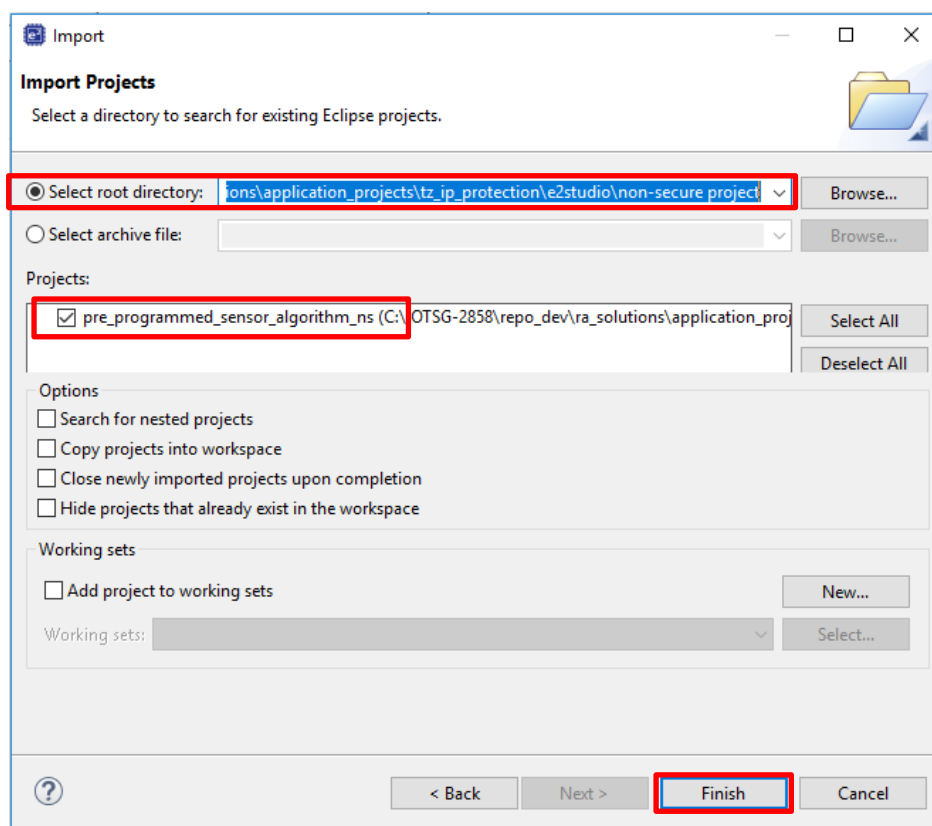 Import
Import Projects
Select a directory to search for existing Eclipse projects.
Select root directory: ions\application_projects\tz_ip_protection\e2studio\non-secure project Browse...
Select archive file: Browse...
Projects:
pre_programmed_sensor_algorithm_ns (C:\OTSG-2858\repo_dev\ra_solutions\application_proj Select All
Deselect All
Options
Search for nested projects
Copy projects into workspace
Close newly imported projects upon completion
Hide projects that already exist in the workspace
Working sets
Add project to working sets New...
Working sets: Select...
? < Back Next > Finish Cancel